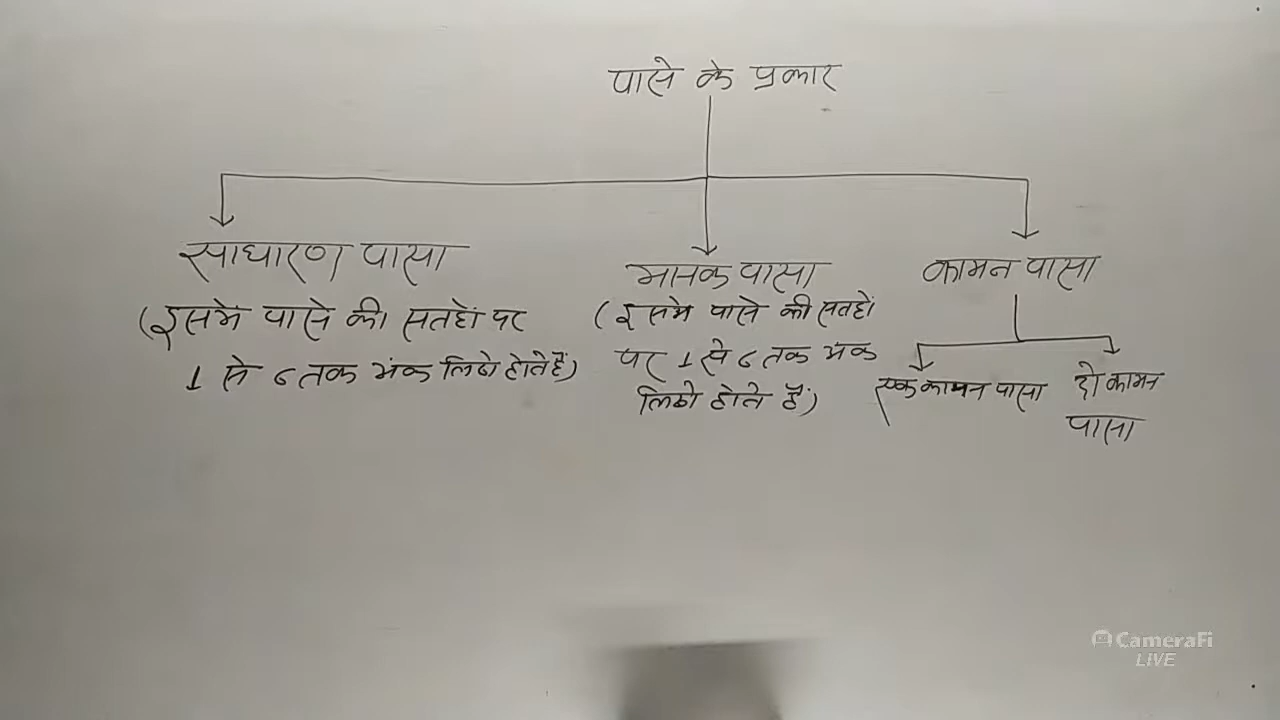 पासे के प्रकार
साधारण पासा
(इसमे पासे की सतहों पर
1 से 6 तक अंक लिखे होते हैं)
मानक पासा
(इसमे पासे की सतहों
पर 1 से 6 तक अंक
लिखे होते हैं)
कामन पासा
एक कामन पासा
दो कामन
पासा
CameraFi
LIVE